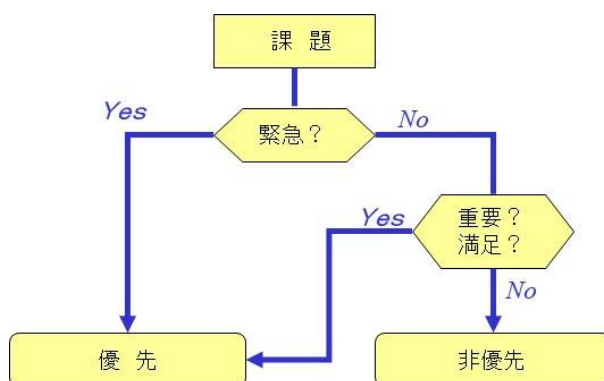 課 題
Yes
緊急？
No
重要？
満足？
Yes
No
優 先
非優先